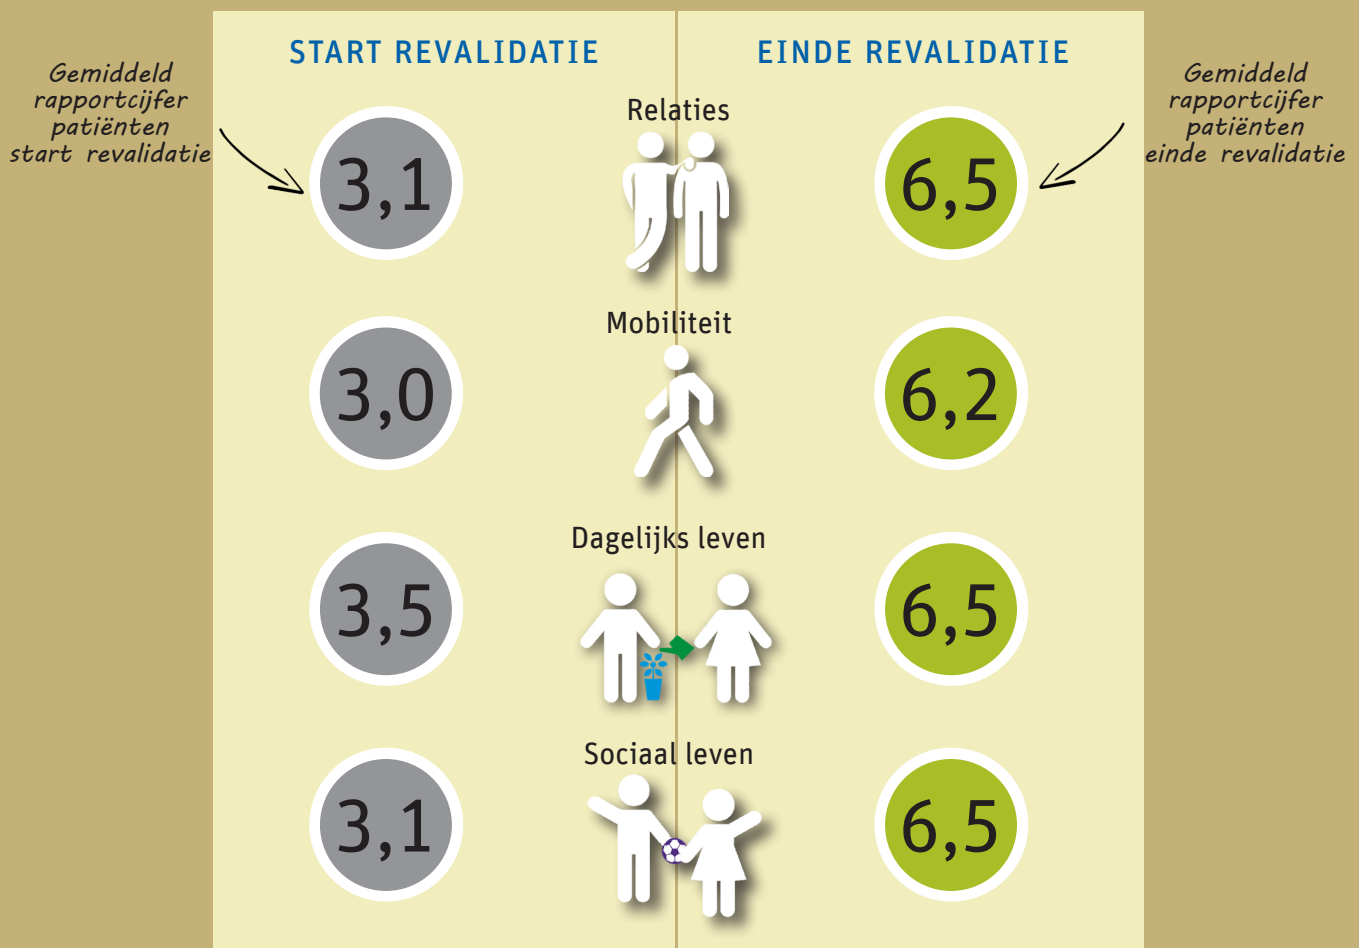 START REVALIDATIE
EINDE REVALIDATIE
Gemiddeld
rapportcijfer
patiënten
start revalidatie
Gemiddeld
rapportcijfer
patiënten
einde revalidatie
Relaties
3,1
6,5
Mobiliteit
3,0
6,2
Dagelijks leven
3,5
6,5
Sociaal leven
3,1
6,5